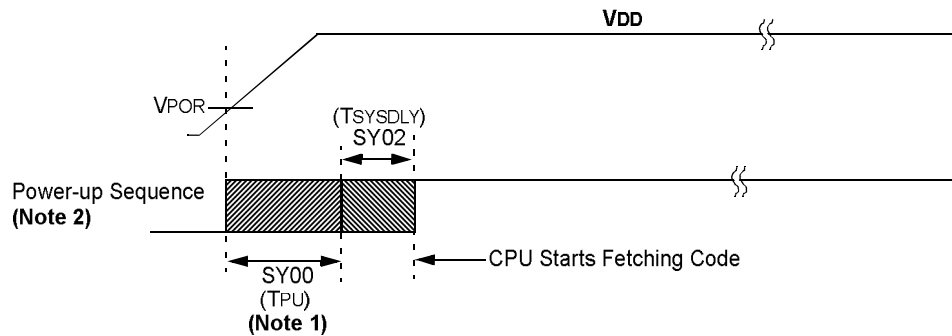 VDD
VPOR
(TSYSDLY)
SY02
Power-up Sequence
(Note 2)
CPU Starts Fetching Code
SY00
(TPU)
(Note 1)